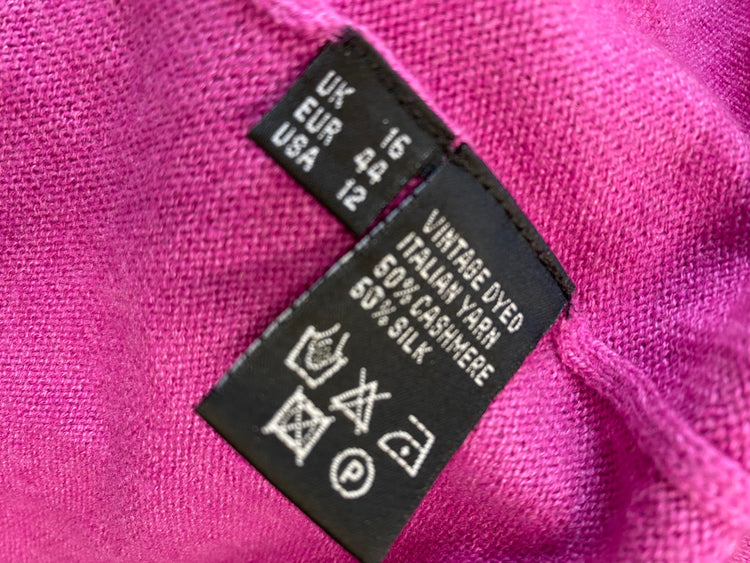 UK 16
EUR 44
USA 12
VINTAGE DYED
ITALIAN YARN
50% CASHMERE
50% SILK
P